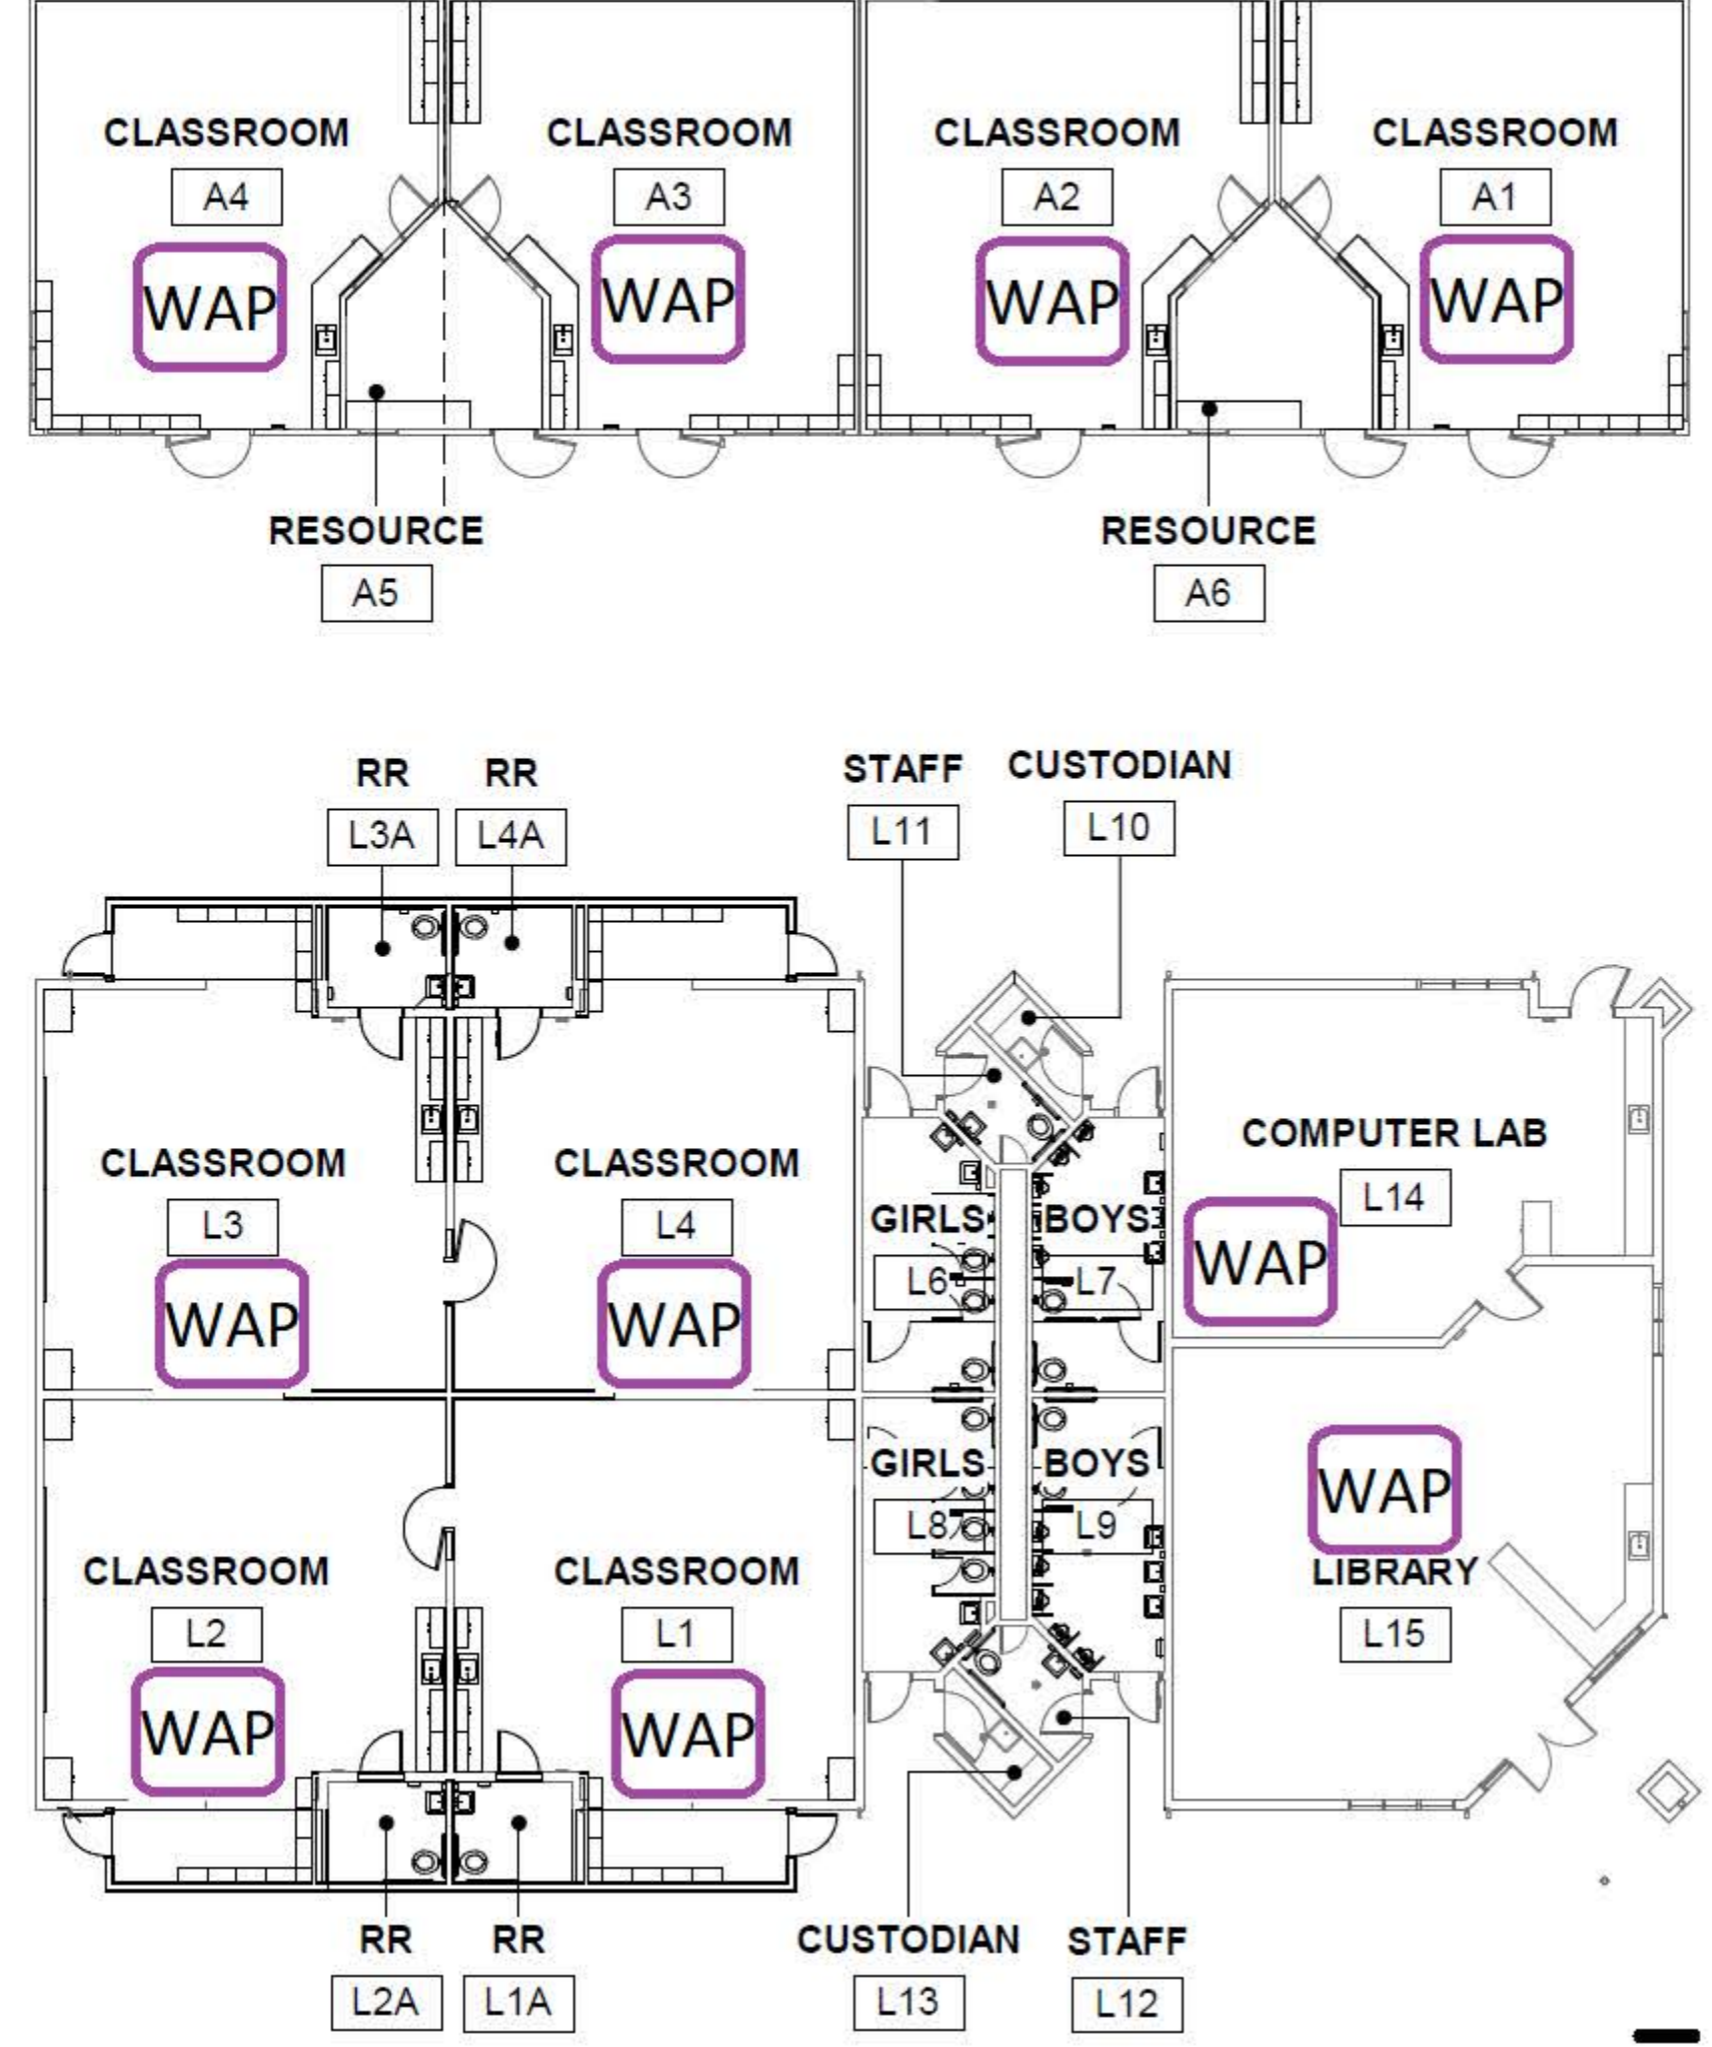 CLASSROOM CLASSROOM CLASSROOM CLASSROOM
A4 A3 A2 A1
WAP WAP WAP WAP
RESOURCE RESOURCE
A5 A6
RR RR STAFF CUSTODIAN
L3A L4A L11 L10
CLASSROOM CLASSROOM COMPUTER LAB
L3 L4 GIRLS BOYS L14
WAP WAP L6 L7 WAP
GIRLS BOYS WAP
L8 L9
CLASSROOM CLASSROOM LIBRARY
L2 L1 L15
WAP WAP
RR RR CUSTODIAN STAFF
L2A L1A L13 L12